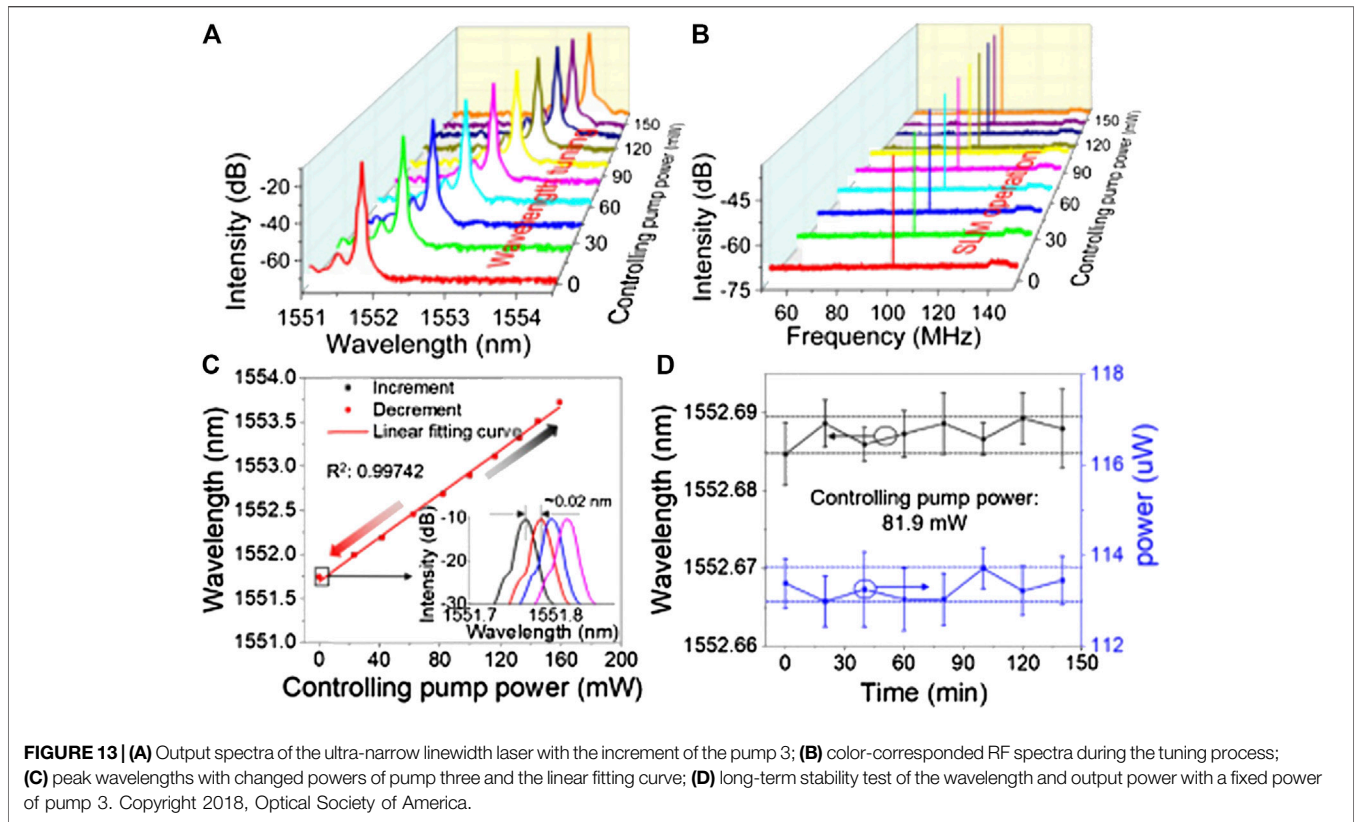 A
Intensity (dB)
-20
-40
-60
1551 1552 1553 1554
Wavelength (nm)
Wavelength tuning
0 30 60 90 120 150
Controlling pump power (mW)
B
Intensity (dB)
-45
-60
-75
60 80 100 120 140
Frequency (MHz)
SLM operation
0 30 60 90 120 150
Controlling pump power (mW)
C
Wavelength (nm)
1554.0
1553.5
1553.0
1552.5
1552.0
1551.5
1551.0
Increment
Decrement
Linear fitting curve
R²: 0.99742
~0.02 nm
Intensity (dB)
-10
-20
-30
1551.7 1551.8
Wavelength (nm)
0 40 80 120 160 200
Controlling pump power (mW)
D
Wavelength (nm)
1552.69
1552.68
1552.67
1552.66
Controlling pump power:
81.9 mW
118
116
114
112
power (uW)
0 30 60 90 120 150
Time (min)
FIGURE 13 | (A) Output spectra of the ultra-narrow linewidth laser with the increment of the pump 3; (B) color-corresponded RF spectra during the tuning process;
(C) peak wavelengths with changed powers of pump three and the linear fitting curve; (D) long-term stability test of the wavelength and output power with a fixed power
of pump 3. Copyright 2018, Optical Society of America.